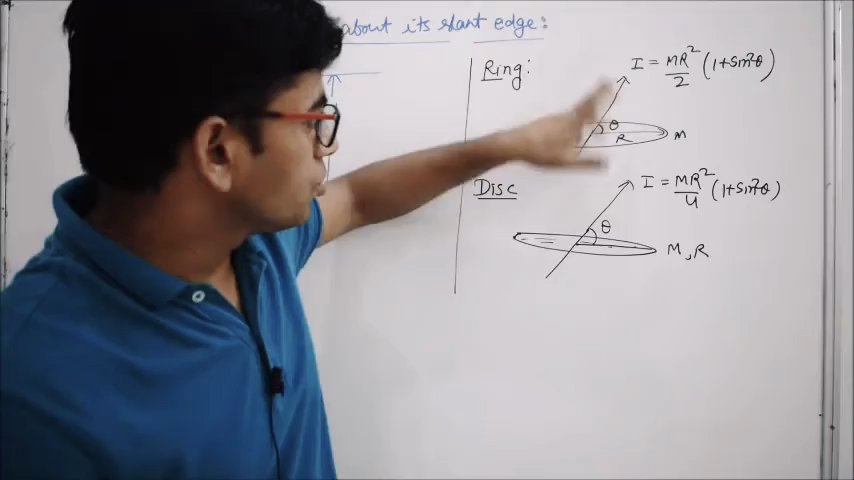 about its slant edge:
Ring:
I = MR²/2 (1+sin²θ)
θ
R
M
Disc
I = MR²/4 (1+sin²θ)
θ
M, R